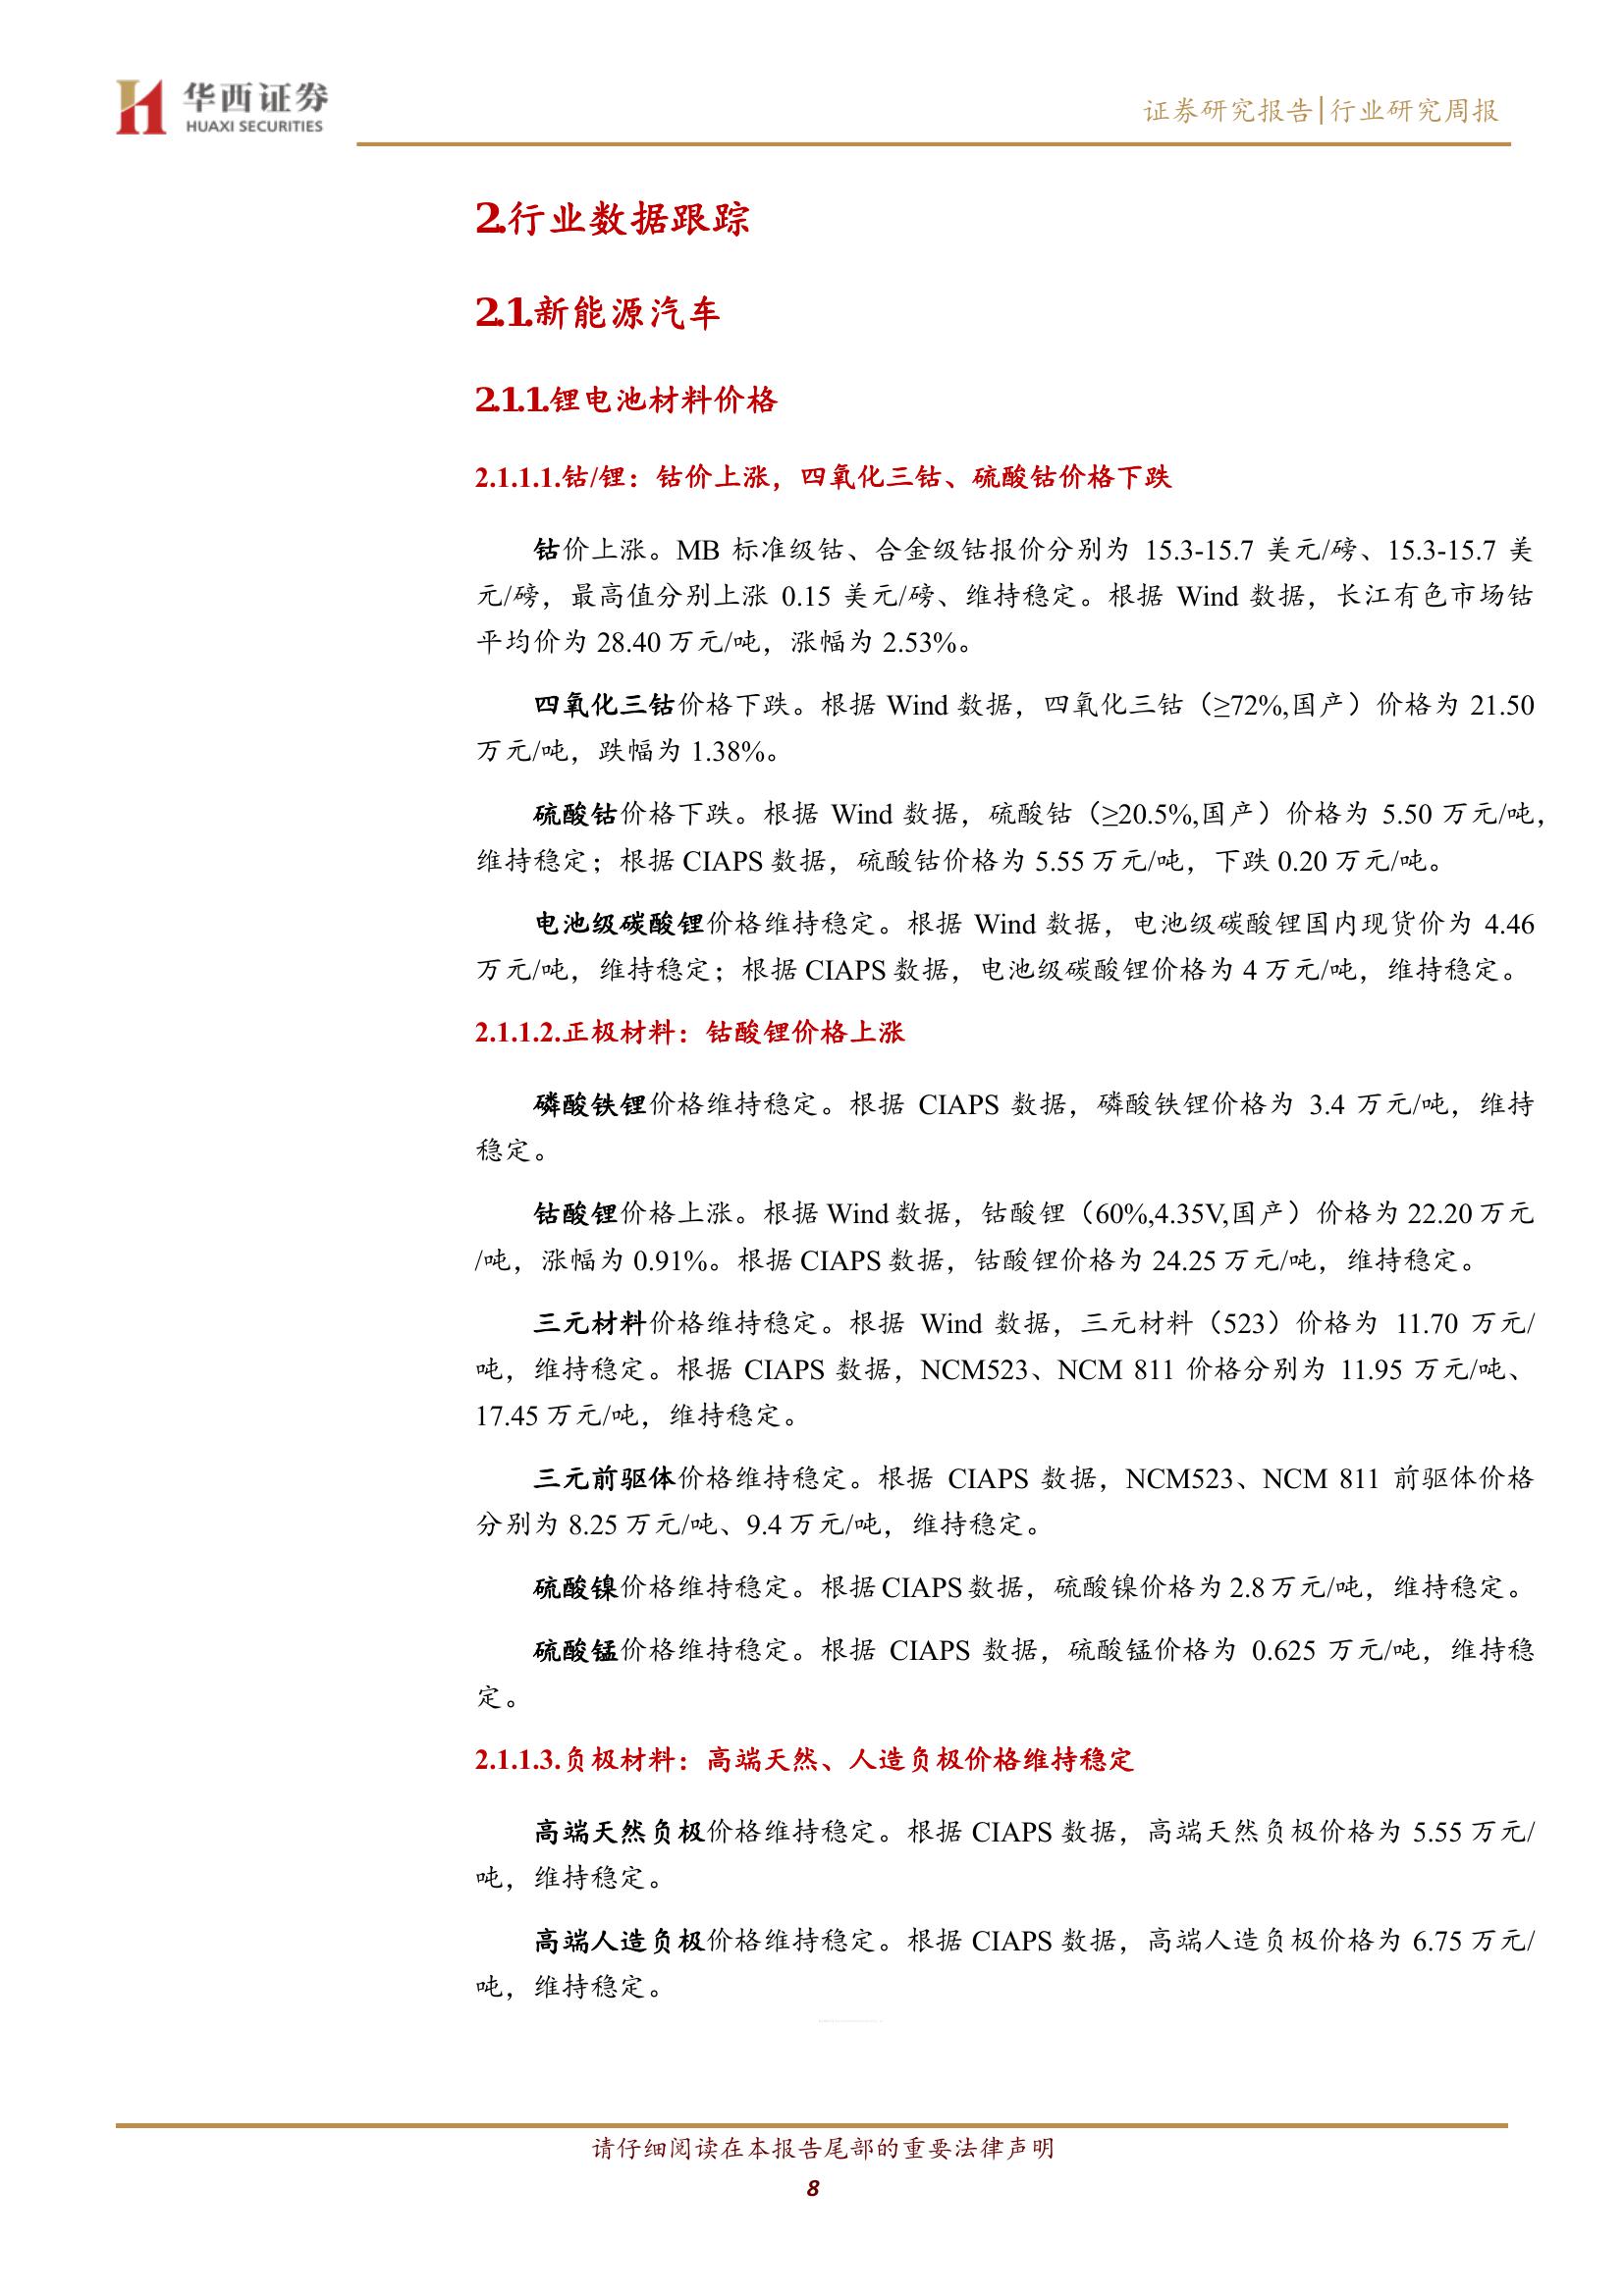 华西证券
HUAXI SECURITIES
证券研究报告|行业研究周报
2.行业数据跟踪
2.1.新能源汽车
2.1.1.锂电池材料价格
2.1.1.1.钴/锂：钴价上涨，四氧化三钴、硫酸钴价格下跌
钴价上涨。MB 标准级钴、合金级钴报价分别为 15.3-15.7 美元/磅、15.3-15.7 美
元/磅，最高值分别上涨 0.15 美元/磅、维持稳定。根据 Wind 数据，长江有色市场钴
平均价为 28.40 万元/吨，涨幅为 2.53%。
四氧化三钴价格下跌。根据 Wind 数据，四氧化三钴（≥72%,国产）价格为 21.50
万元/吨，跌幅为 1.38%。
硫酸钴价格下跌。根据 Wind 数据，硫酸钴（≥20.5%,国产）价格为 5.50 万元/吨，
维持稳定；根据 CIAPS 数据，硫酸钴价格为 5.55 万元/吨，下跌 0.20 万元/吨。
电池级碳酸锂价格维持稳定。根据 Wind 数据，电池级碳酸锂国内现货价为 4.46
万元/吨，维持稳定；根据 CIAPS 数据，电池级碳酸锂价格为 4 万元/吨，维持稳定。
2.1.1.2.正极材料：钴酸锂价格上涨
磷酸铁锂价格维持稳定。根据 CIAPS 数据，磷酸铁锂价格为 3.4 万元/吨，维持
稳定。
钴酸锂价格上涨。根据 Wind 数据，钴酸锂（60%,4.35V,国产）价格为 22.20 万元
/吨，涨幅为 0.91%。根据 CIAPS 数据，钴酸锂价格为 24.25 万元/吨，维持稳定。
三元材料价格维持稳定。根据 Wind 数据，三元材料（523）价格为 11.70 万元/
吨，维持稳定。根据 CIAPS 数据，NCM523、NCM 811 价格分别为 11.95 万元/吨、
17.45 万元/吨，维持稳定。
三元前驱体价格维持稳定。根据 CIAPS 数据，NCM523、NCM 811 前驱体价格
分别为 8.25 万元/吨、9.4 万元/吨，维持稳定。
硫酸镍价格维持稳定。根据 CIAPS 数据，硫酸镍价格为 2.8 万元/吨，维持稳定。
硫酸锰价格维持稳定。根据 CIAPS 数据，硫酸锰价格为 0.625 万元/吨，维持稳
定。
2.1.1.3.负极材料：高端天然、人造负极价格维持稳定
高端天然负极价格维持稳定。根据 CIAPS 数据，高端天然负极价格为 5.55 万元/
吨，维持稳定。
高端人造负极价格维持稳定。根据 CIAPS 数据，高端人造负极价格为 6.75 万元/
吨，维持稳定。
请仔细阅读在本报告尾部的重要法律声明
8